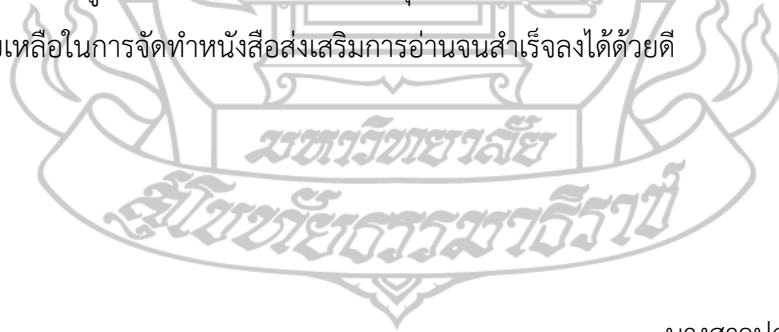 เหลือในการจัดทำหนังสือส่งเสริมการอ่านจนสำเร็จลงได้ด้วยดี
มหาวิทยาลัย
สุโขทัยธรรมาธิราช